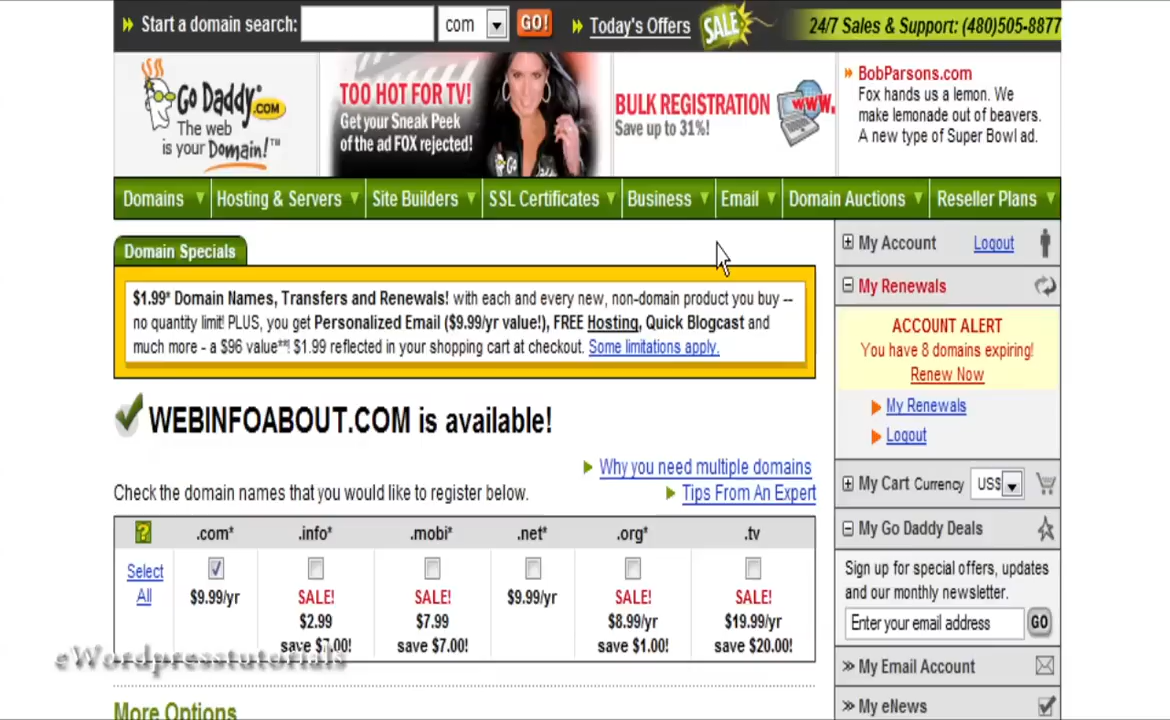 Start a domain search:
com
GO!
Today's Offers
SALE
24/7 Sales & Support: (480)505-8877
Go Daddy.COM
The web
is your Domain!™
TOO HOT FOR TV!
Get your Sneak Peek
of the ad FOX rejected!
BULK REGISTRATION
Save up to 31%!
WWW.
BobParsons.com
Fox hands us a lemon. We
make lemonade out of beavers.
A new type of Super Bowl ad.
Domains
Hosting & Servers
Site Builders
SSL Certificates
Business
Email
Domain Auctions
Reseller Plans
Domain Specials
$1.99* Domain Names, Transfers and Renewals! with each and every new, non-domain product you buy --
no quantity limit! PLUS, you get Personalized Email ($9.99/yr value!), FREE Hosting, Quick Blogcast and
much more - a $96 value**! $1.99 reflected in your shopping cart at checkout. Some limitations apply.
WEBINFOABOUT.COM is available!
Why you need multiple domains
Check the domain names that you would like to register below.
Tips From An Expert
? .com* .info* .mobi* .net* .org* .tv
Select
All
$9.99/yr SALE! SALE! $9.99/yr SALE! SALE!
$2.99 $7.99 $8.99/yr $19.99/yr
save $7.00! save $7.00! save $1.00! save $20.00!
eWordpresstutorials
More Options
My Account Logout
My Renewals
ACCOUNT ALERT
You have 8 domains expiring!
Renew Now
My Renewals
Logout
My Cart Currency US$
My Go Daddy Deals
Sign up for special offers, updates
and our monthly newsletter.
Enter your email address GO
My Email Account
My eNews